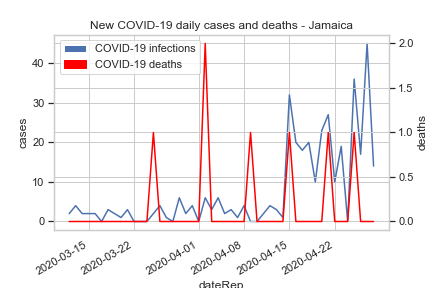 New COVID-19 daily cases and deaths - Jamaica
COVID-19 infections
COVID-19 deaths
cases
40
30
20
10
0
deaths
2.0
1.5
1.0
0.5
0.0
2020-03-15
2020-03-22
2020-04-01
2020-04-08
2020-04-15
2020-04-22
dateRep